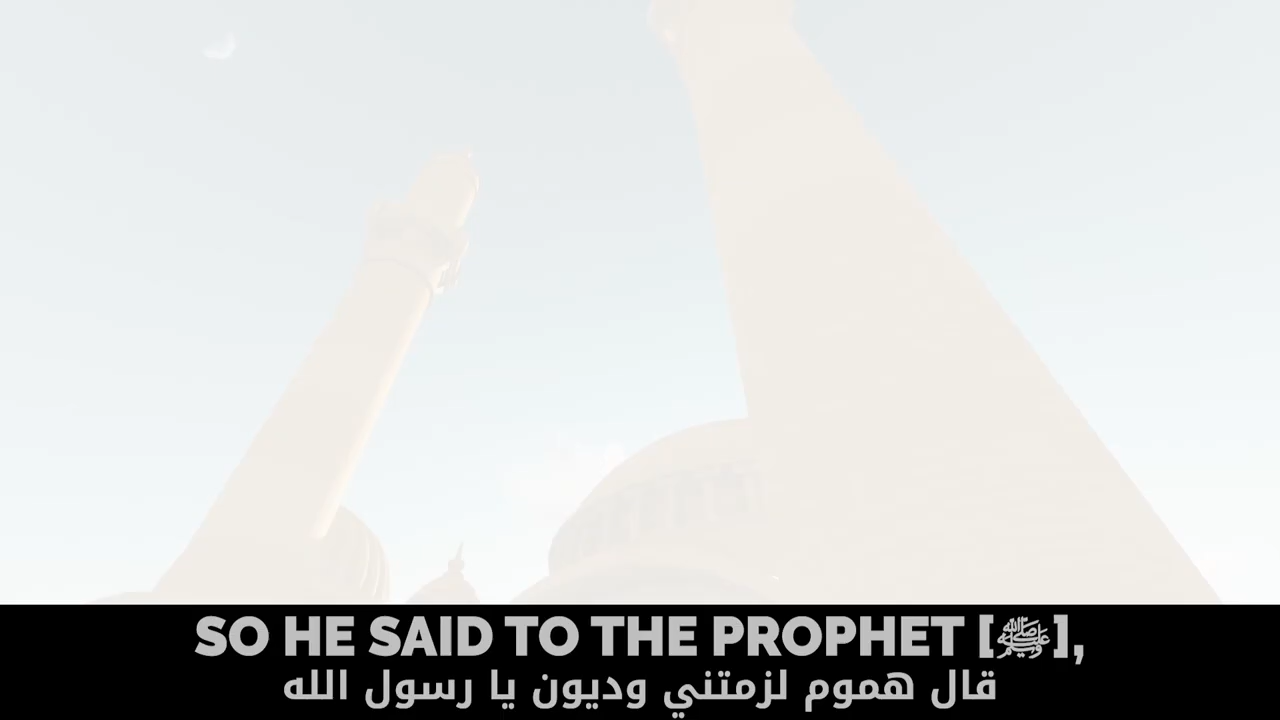 SO HE SAID TO THE PROPHET [ﷺ],
قال هموم لزمتني وديون يا رسول الله